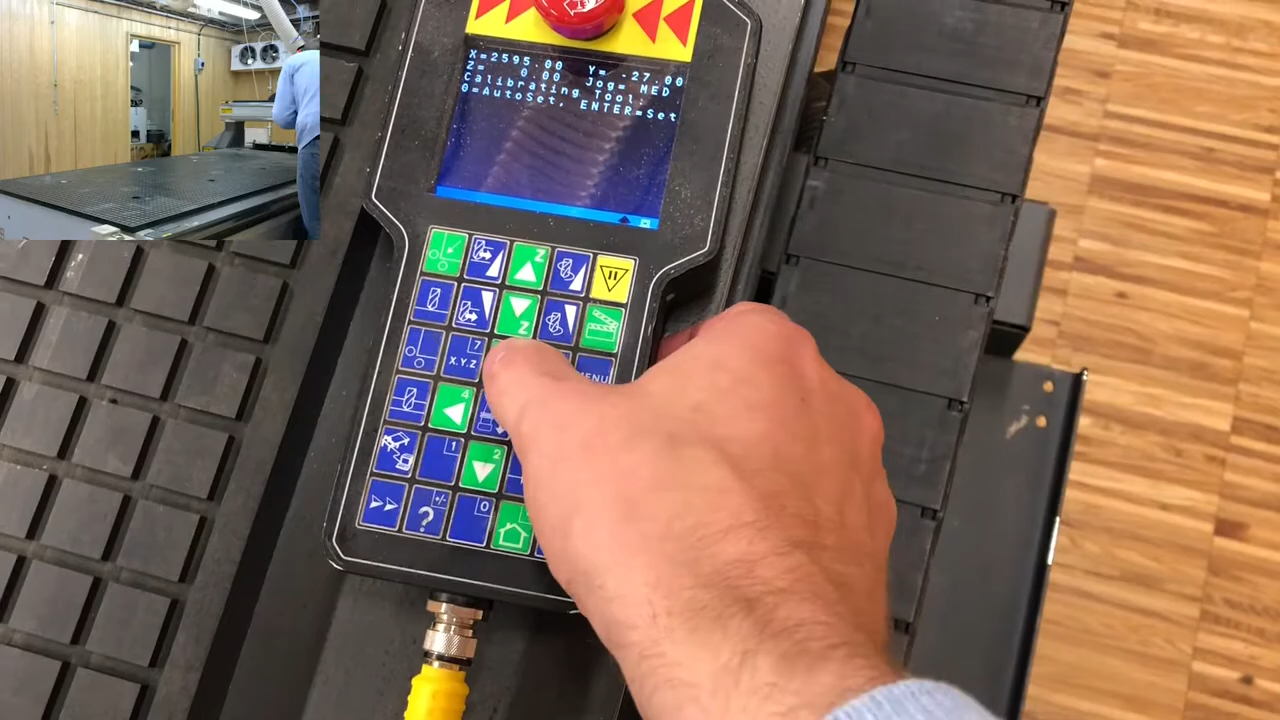 X=2595.00 Y= -27.00
Z= 0.00 Jog= MED
Calibrating Tool:
0=AutoSet, ENTER=Set
Z
Z
7
X.Y.Z
MENU
4
1
2
+/-
?
0